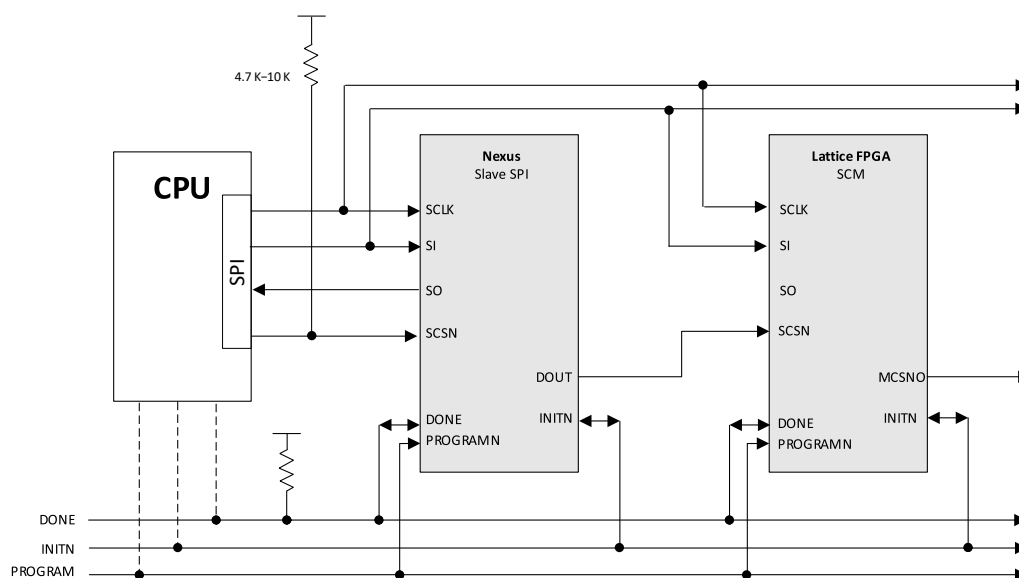 4.7 K–10 K
CPU
SPI
Nexus
Slave SPI
SCLK
SI
SO
SCSN
DOUT
DONE
INITN
PROGRAMN
Lattice FPGA
SCM
SCLK
SI
SO
SCSN
MCSNO
DONE
INITN
PROGRAMN
DONE
INITN
PROGRAM